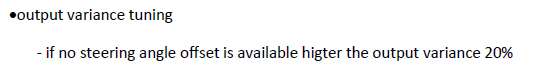 •output variance tuning
- if no steering angle offset is available higter the output variance 20%